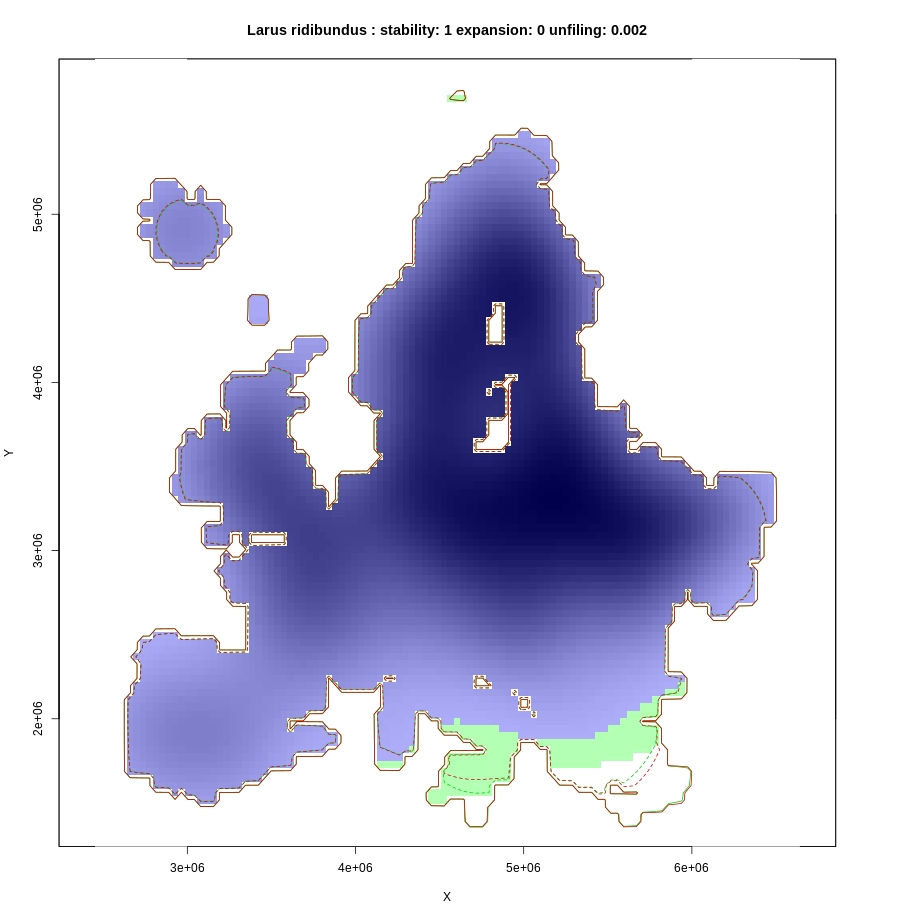 Larus ridibundus : stability: 1 expansion: 0 unfiling: 0.002
5e+06
4e+06
Y
3e+06
2e+06
3e+06 4e+06 5e+06 6e+06
X